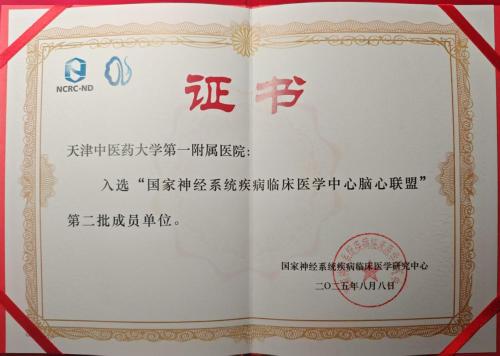 NCRC-ND
证书
天津中医药大学第一附属医院：
入选“国家神经系统疾病临床医学中心脑心联盟”
第二批成员单位。
国家神经系统疾病临床医学研究中心
二〇二五年八月八日